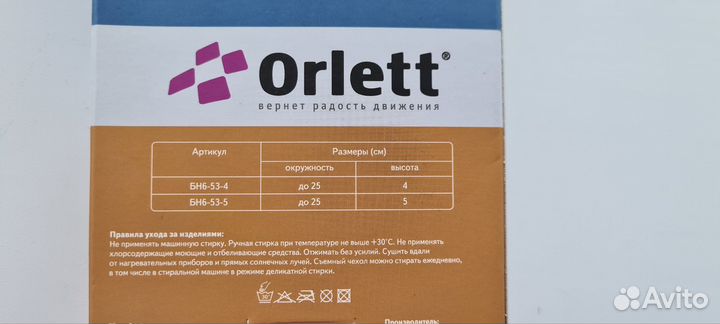 Orlett®
вернет радость движения
Артикул Размеры (см)
окружность высота
БН6-53-4 до 25 4
БН6-53-5 до 25 5
Правила ухода за изделиями:
Не применять машинную стирку. Ручная стирка при температуре не выше +30°С. Не применять
хлорсодержащие моющие и отбеливающие средства. Отжимать без усилий. Сушить вдали
от нагревательных приборов и прямых солнечных лучей. Съемный чехол можно стирать ежедневно,
в том числе в стиральной машине в режиме деликатной стирки.
30°
Производитель:
Avito